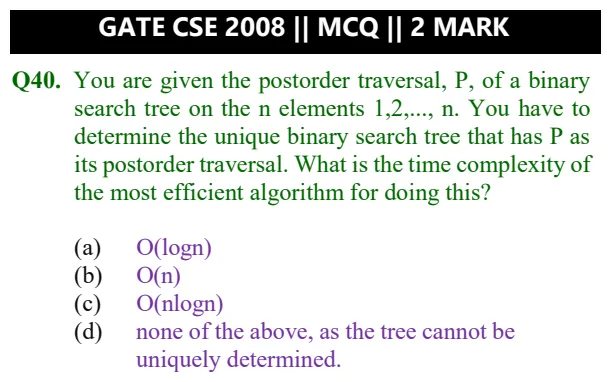 GATE CSE 2008 || MCQ || 2 MARK
Q40. You are given the postorder traversal, P, of a binary
search tree on the n elements 1,2,..., n. You have to
determine the unique binary search tree that has P as
its postorder traversal. What is the time complexity of
the most efficient algorithm for doing this?
(a) O(logn)
(b) O(n)
(c) O(nlogn)
(d) none of the above, as the tree cannot be
uniquely determined.